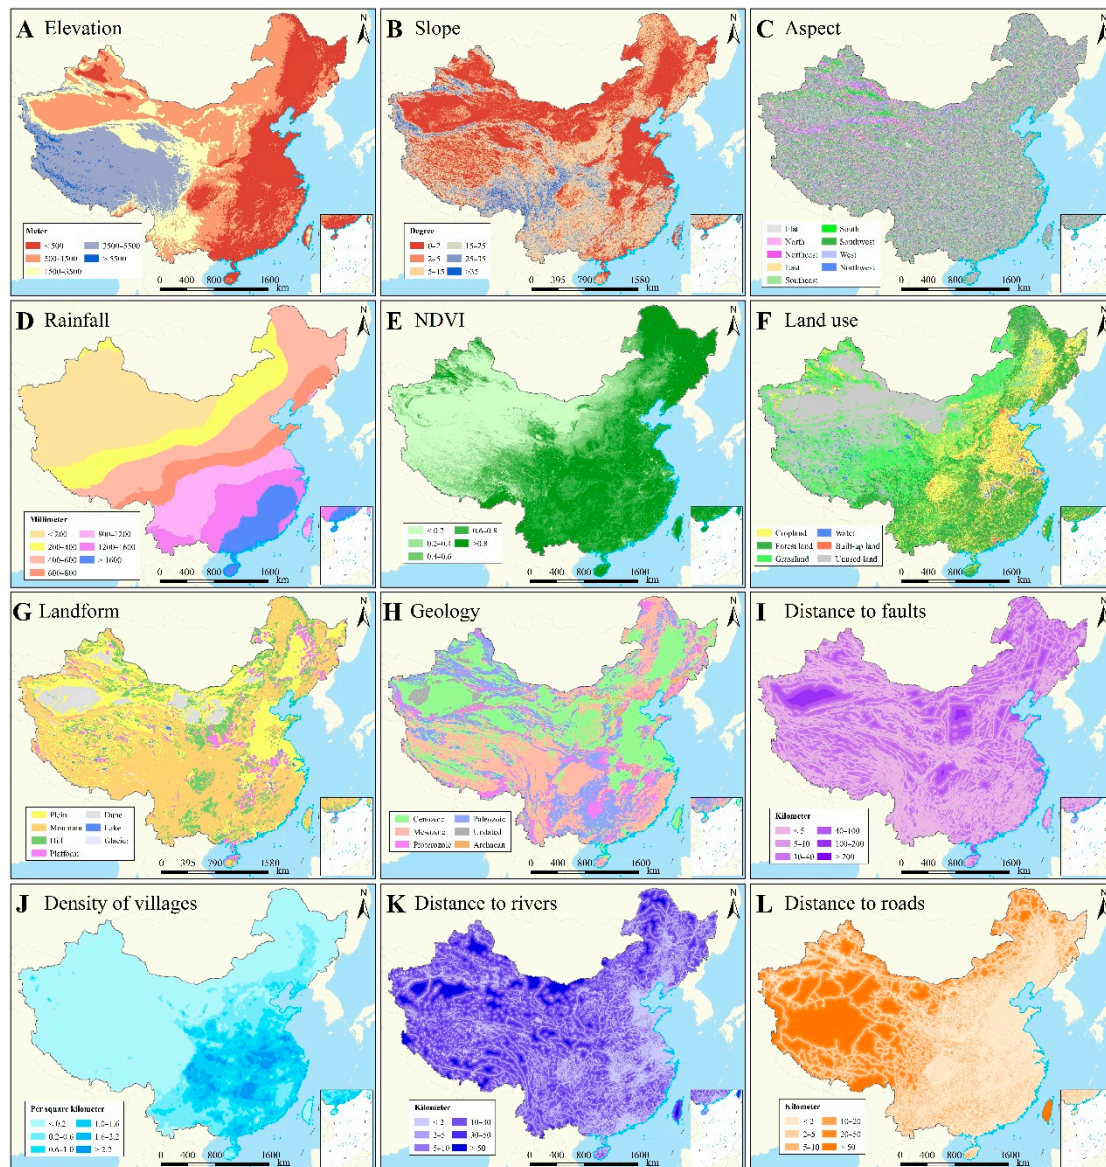 A Elevation
N
Meter
< 500
500–1500
1500–3500
3500–5500
> 5500
0 400 800 1600
km
B Slope
N
Degree
0–2
2–5
5–15
15–25
25–35
>35
0 395 790 1580
km
C Aspect
N
Flat
North
Northeast
East
Southeast
South
Southwest
West
Northwest
0 400 800 1600
km
D Rainfall
N
Millimeter
< 200
200–400
400–600
600–800
800–1200
1200–1600
> 1600
0 400 800 1600
km
E NDVI
N
< 0.2
0.2–0.4
0.4–0.6
0.6–0.8
>0.8
0 400 800 1600
km
F Land use
N
Cropland
Forest land
Grassland
Water
Built-up land
Unused land
0 400 800 1600
km
G Landform
N
Plain
Mountain
Hill
Platform
Dune
Lake
Glacier
0 395 790 1580
km
H Geology
N
Cenozoic
Mesozoic
Proterozoic
Paleozoic
Undated
Archaean
0 400 800 1600
km
I Distance to faults
N
Kilometer
< 5
5–10
10–40
40–100
100–200
> 200
0 400 800 1600
km
J Density of villages
N
Per square kilometer
< 0.2
0.2–0.6
0.6–1.0
1.0–1.6
1.6–2.2
> 2.2
0 400 800 1600
km
K Distance to rivers
N
Kilometer
< 2
2–5
5–10
10–30
30–50
> 50
0 400 800 1600
km
L Distance to roads
N
Kilometer
< 2
2–5
5–10
10–20
20–50
> 50
0 400 800 1600
km